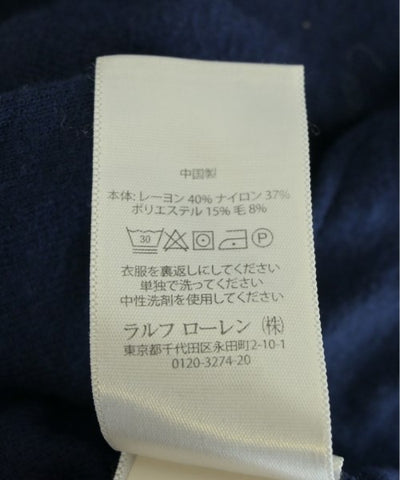 中国製
本体: レーヨン 40% ナイロン 37%
ポリエステル 15% 毛 8%
30 P
衣服を裏返しにしてください
単独で洗ってください
中性洗剤を使用してください
ラルフ ローレン ㈱
東京都千代田区永田町2-10-1
0120-3274-20